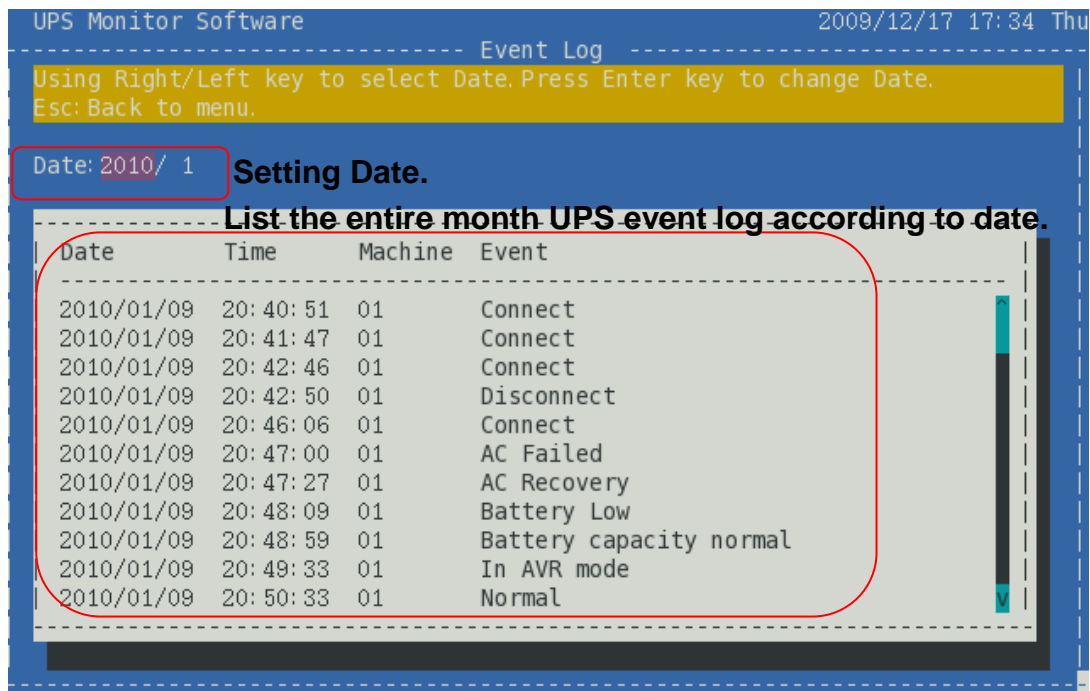 UPS Monitor Software 2009/12/17 17:34 Thu
Event Log
Using Right/Left key to select Date.Press Enter key to change Date.
Esc:Back to menu.
Date:2010/ 1 Setting Date.
List the entire month UPS event log according to date.
Date Time Machine Event
2010/01/09 20:40:51 01 Connect
2010/01/09 20:41:47 01 Connect
2010/01/09 20:42:46 01 Connect
2010/01/09 20:42:50 01 Disconnect
2010/01/09 20:46:06 01 Connect
2010/01/09 20:47:00 01 AC Failed
2010/01/09 20:47:27 01 AC Recovery
2010/01/09 20:48:09 01 Battery Low
2010/01/09 20:48:59 01 Battery capacity normal
2010/01/09 20:49:33 01 In AVR mode
2010/01/09 20:50:33 01 Normal